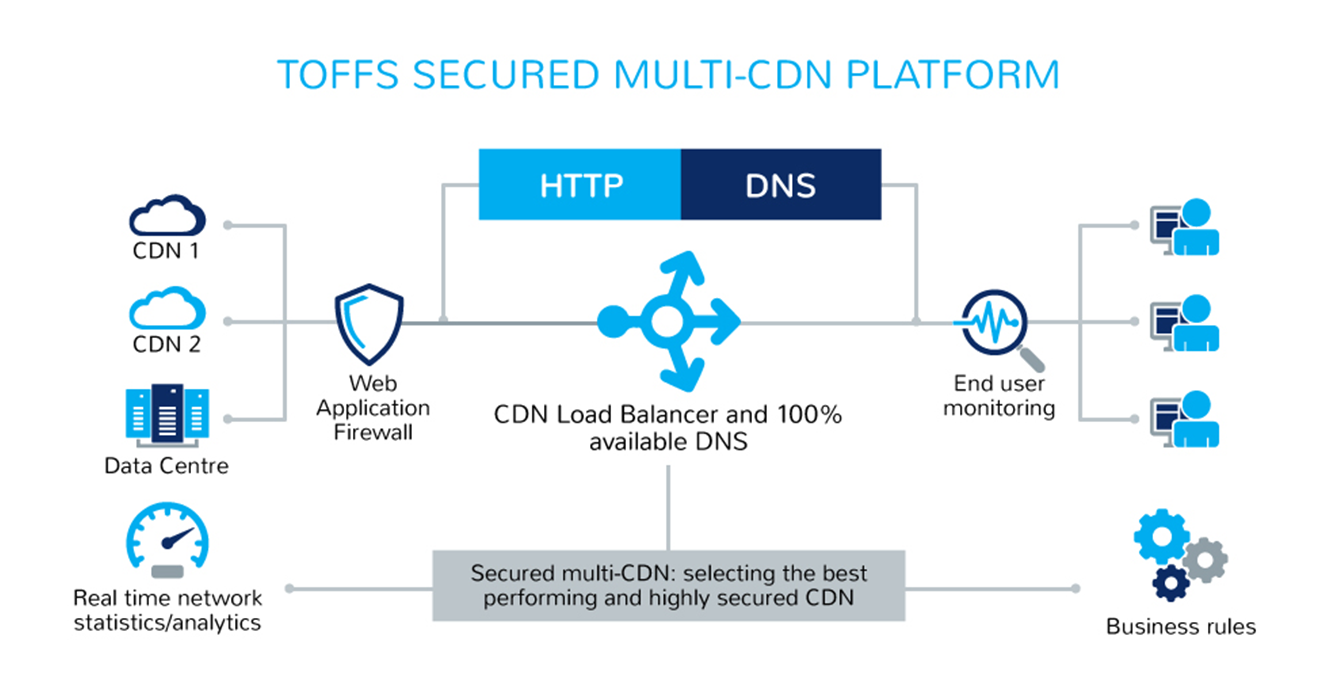 TOFFS SECURED MULTI-CDN PLATFORM
HTTP
DNS
CDN 1
CDN 2
Data Centre
Web
Application
Firewall
CDN Load Balancer and 100%
available DNS
End user
monitoring
Real time network
statistics/analytics
Secured multi-CDN: selecting the best
performing and highly secured CDN
Business rules